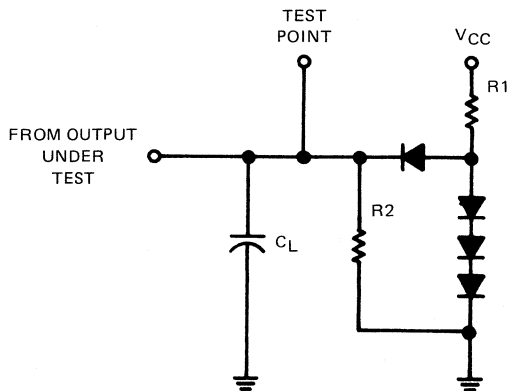 TEST
POINT
VCC
R1
FROM OUTPUT
UNDER
TEST
R2
CL